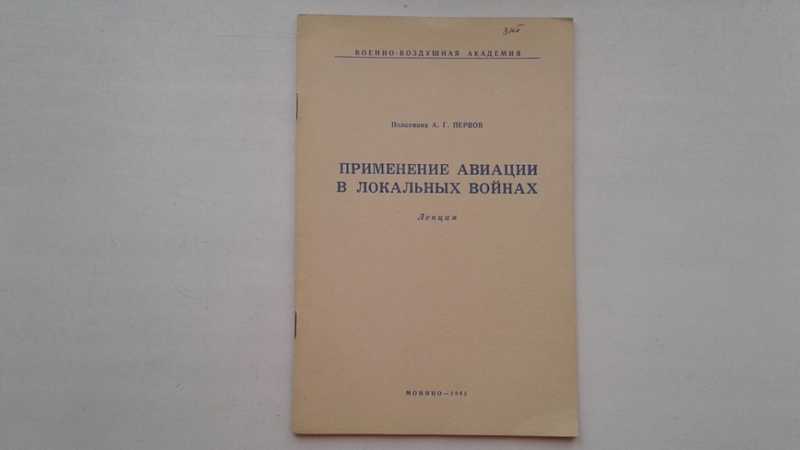 ВОЕННО-ВОЗДУШНАЯ АКАДЕМИЯ
Полковник А. Г. ПЕРВОВ
ПРИМЕНЕНИЕ АВИАЦИИ
В ЛОКАЛЬНЫХ ВОЙНАХ
Лекция
МОНИНО—